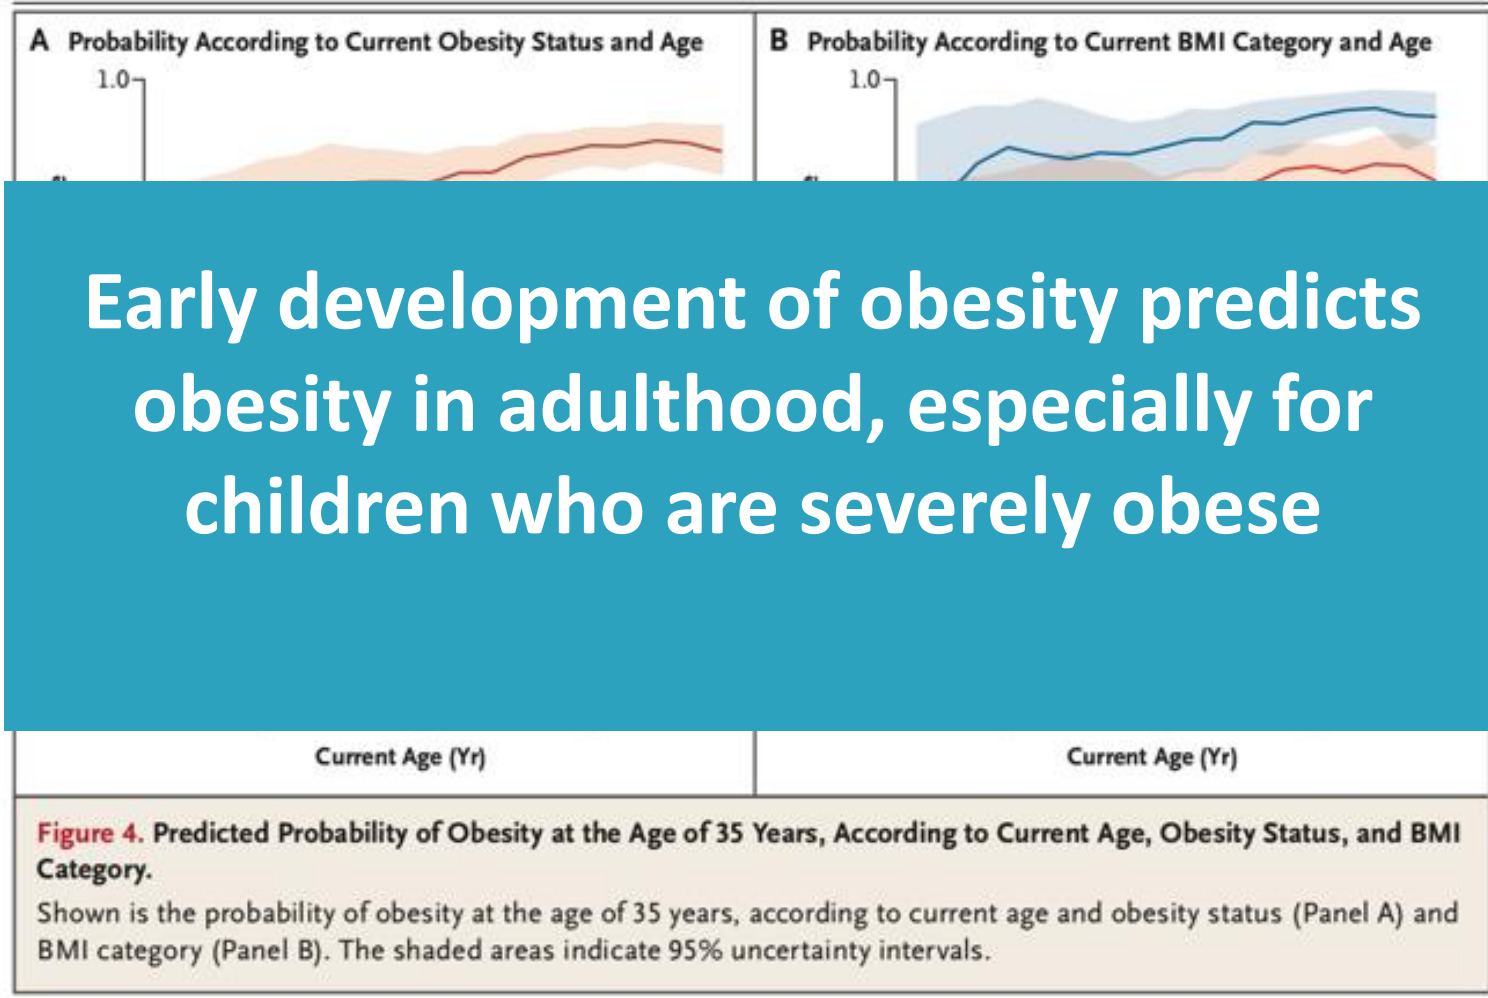 A Probability According to Current Obesity Status and Age
1.0
B Probability According to Current BMI Category and Age
1.0
Early development of obesity predicts
obesity in adulthood, especially for
children who are severely obese
Current Age (Yr)
Current Age (Yr)
Figure 4. Predicted Probability of Obesity at the Age of 35 Years, According to Current Age, Obesity Status, and BMI
Category.
Shown is the probability of obesity at the age of 35 years, according to current age and obesity status (Panel A) and
BMI category (Panel B). The shaded areas indicate 95% uncertainty intervals.